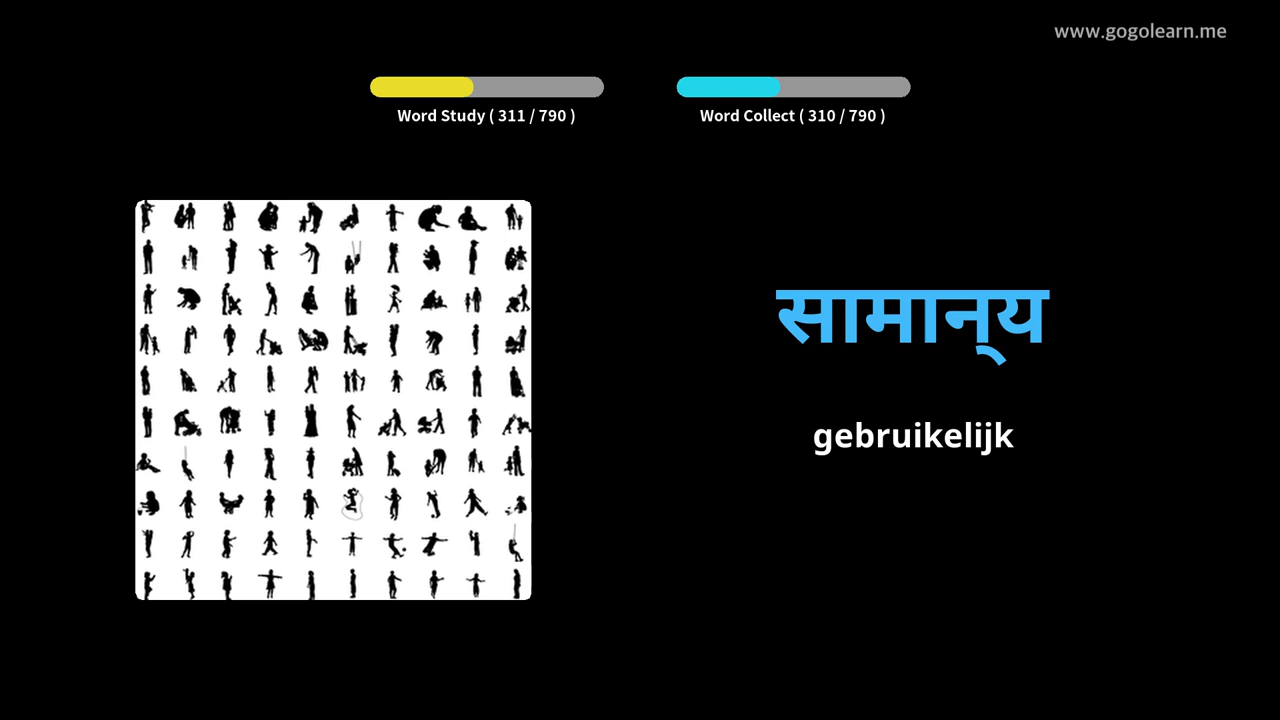 www.gogolearn.me
Word Study ( 311 / 790 )
Word Collect ( 310 / 790 )
सामान्‌य
gebruikelijk